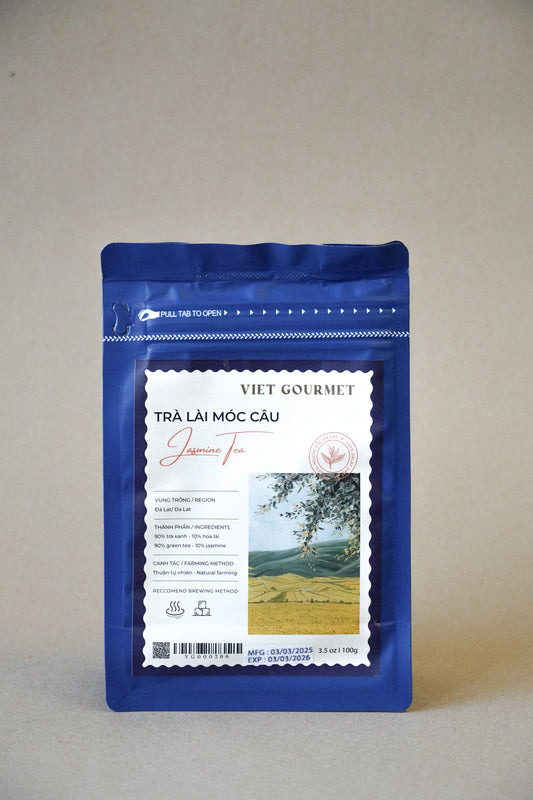 PULL TAB TO OPEN
VIET GOURMET
TRÀ LÀI MÓC CÂU
Jasmine Tea
VÙNG TRỒNG / REGION
Đà Lạt/ Da Lat
THÀNH PHẦN / INGREDIENTS
90% trà xanh - 10% hoa lài
90% green tea - 10% jasmine
CANH TÁC / FARMING METHOD
Thuận tự nhiên - Natural farming
RECCOMEND BREWING METHOD
VG000266
MFG : 03/03/2025
EXP : 03/03/2026
3.5 oz | 100g